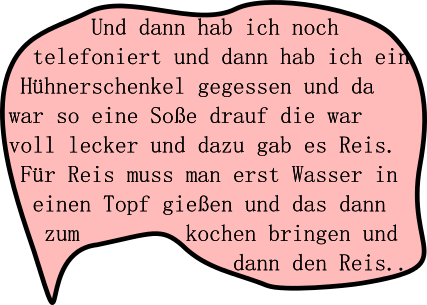 Und dann hab ich noch
telefoniert und dann hab ich ein
Hühnerschenkel gegessen und da
war so eine Soße drauf die war
voll lecker und dazu gab es Reis.
Für Reis muss man erst Wasser in
einen Topf gießen und das dann
zum kochen bringen und
dann den Reis..